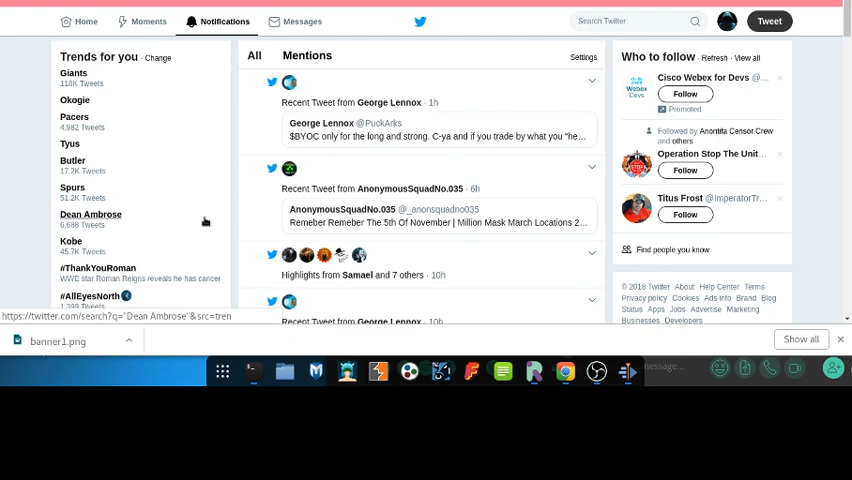 Home
Moments
Notifications
Messages
Search Twitter
Tweet
Trends for you · Change
Giants
118K Tweets
Okogie
Pacers
4,982 Tweets
Tyus
Butler
17.2K Tweets
Spurs
51.2K Tweets
Dean Ambrose
6,688 Tweets
Kobe
45.7K Tweets
#ThankYouRoman
WWE star Roman Reigns reveals he has cancer
#AllEyesNorth
1,399 Tweets
https://twitter.com/search?q="Dean Ambrose"&src=tren
All Mentions Settings
Recent Tweet from George Lennox · 1h
George Lennox @PuckArks
$BYOC only for the long and strong. C-ya and if you trade by what you "he...
Recent Tweet from AnonymousSquadNo.035 · 6h
AnonymousSquadNo.035 @_anonsquadno035
Remeber Remeber The 5th Of November | Million Mask March Locations 2...
Highlights from Samael and 7 others · 10h
Recent Tweet from George Lennox · 10h
Who to follow · Refresh · View all
Cisco Webex for Devs @...
Webex
Devs
Follow
Promoted
Followed by Anontifa Censor Crew
and others
Operation Stop The Unit...
Follow
Titus Frost @ImperatorTr...
Follow
Find people you know
© 2018 Twitter About Help Center Terms
Privacy policy Cookies Ads info Brand Blog
Status Apps Jobs Advertise Marketing
Businesses Developers
banner1.png
Show all
message...